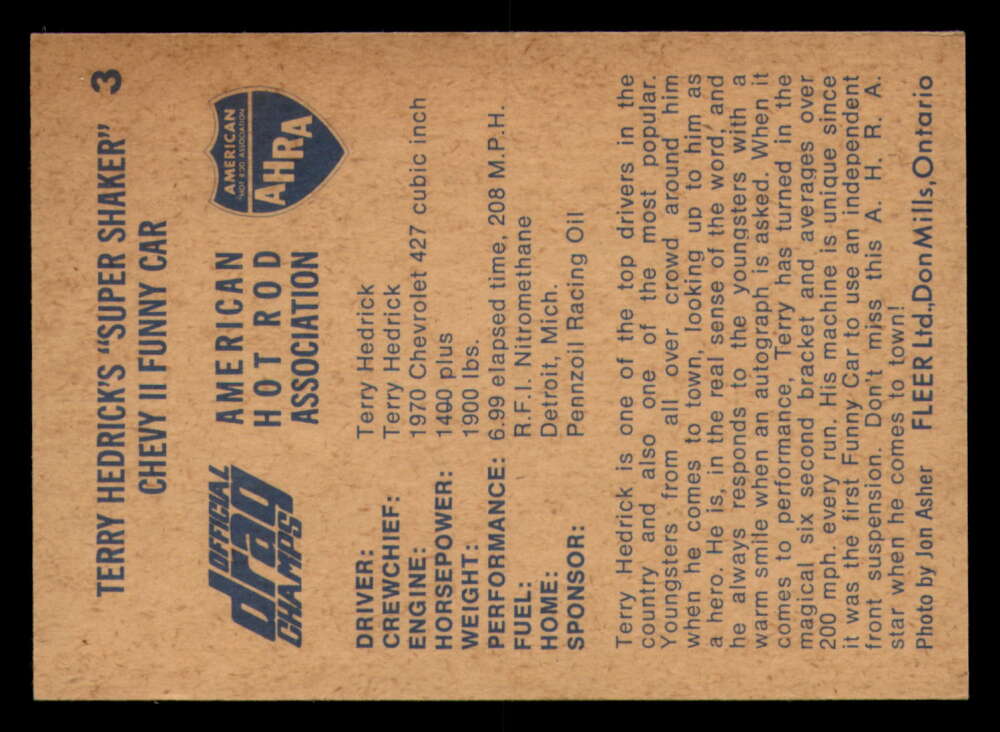 TERRY HEDRICK'S "SUPER SHAKER" 3
CHEVY II FUNNY CAR
OFFICIAL
drag
CHAMPS
AMERICAN
HOT ROD
ASSOCIATION
AMERICAN
HOT ROD ASSOCIATION
AHRA
DRIVER: Terry Hedrick
CREWCHIEF: Terry Hedrick
ENGINE: 1970 Chevrolet 427 cubic inch
HORSEPOWER: 1400 plus
WEIGHT: 1900 lbs.
PERFORMANCE: 6.99 elapsed time, 208 M.P.H.
FUEL: R.F.I. Nitromethane
HOME: Detroit, Mich.
SPONSOR: Pennzoil Racing Oil
Terry Hedrick is one of the top drivers in the
country and also one of the most popular.
Youngsters from all over crowd around him
when he comes to town, looking up to him as
a hero. He is, in the real sense of the word, and
he always responds to the youngsters with a
warm smile when an autograph is asked. When it
comes to performance, Terry has turned in the
magical six second bracket and averages over
200 mph. every run. His machine is unique since
it was the first Funny Car to use an independent
front suspension. Don't miss this A. H. R. A.
star when he comes to town!
Photo by Jon Asher FLEER Ltd., Don Mills, Ontario